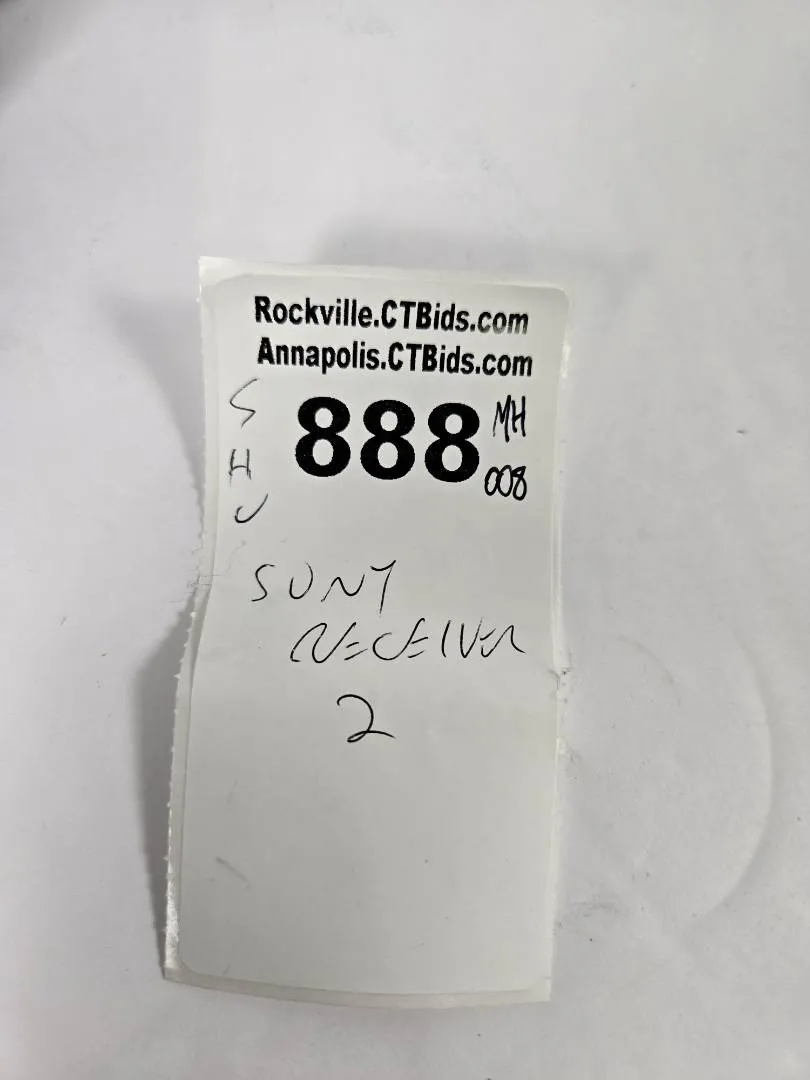 Rockville.CTBids.com
Annapolis.CTBids.com
S
H
U
888
MH
008
SONY
RECEIVER
2